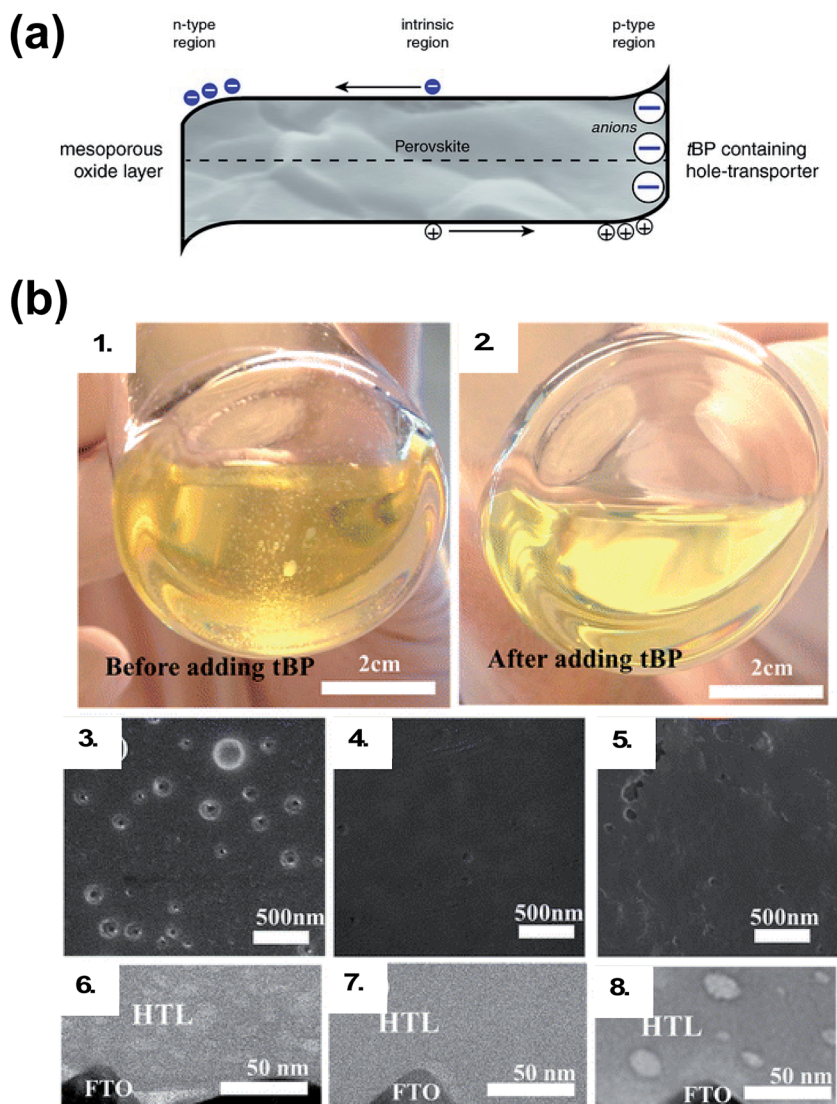 (a)
n-type
region
intrinsic
region
p-type
region
mesoporous
oxide layer
Perovskite
anions
tBP containing
hole-transporter
(b)
1.
Before adding tBP
2cm
2.
After adding tBP
2cm
3.
500nm
4.
500nm
5.
500nm
6.
HTL
FTO
50 nm
7.
HTL
FTO
50 nm
8.
HTL
FTO
50 nm